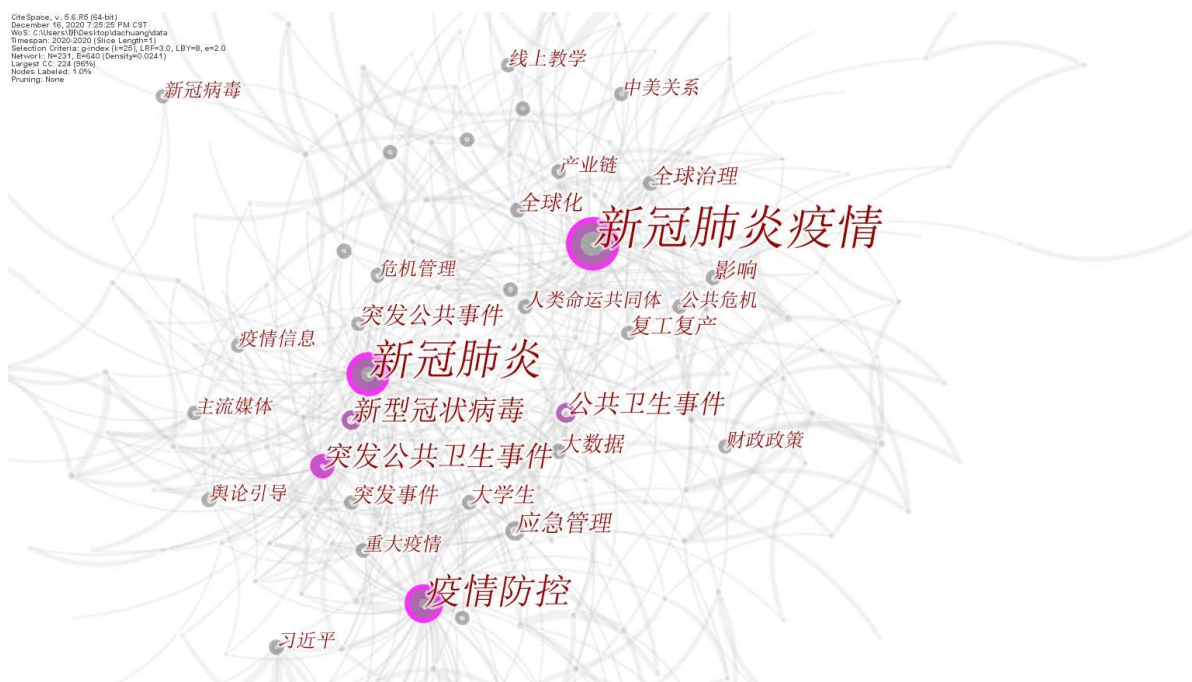 CiteSpace, v. 5.6.R5 (64-bit)
December 16, 2020 7:25:25 PM CST
WoS: C:\Users\玥\Desktop\dachuang\data
Timespan: 2020-2020 (Slice Length=1)
Selection Criteria: g-index (k=25), LRF=3.0, LBY=8, e=2.0
Network: N=231, E=640 (Density=0.0241)
Largest CC: 224 (96%)
Nodes Labeled: 1.0%
Pruning: None
线上教学
新冠病毒
中美关系
产业链
全球治理
全球化
新冠肺炎疫情
危机管理
影响
人类命运共同体
公共危机
突发公共事件
复工复产
疫情信息
新冠肺炎
主流媒体
新型冠状病毒
公共卫生事件
大数据
财政政策
突发公共卫生事件
舆论引导
突发事件
大学生
应急管理
重大疫情
疫情防控
习近平